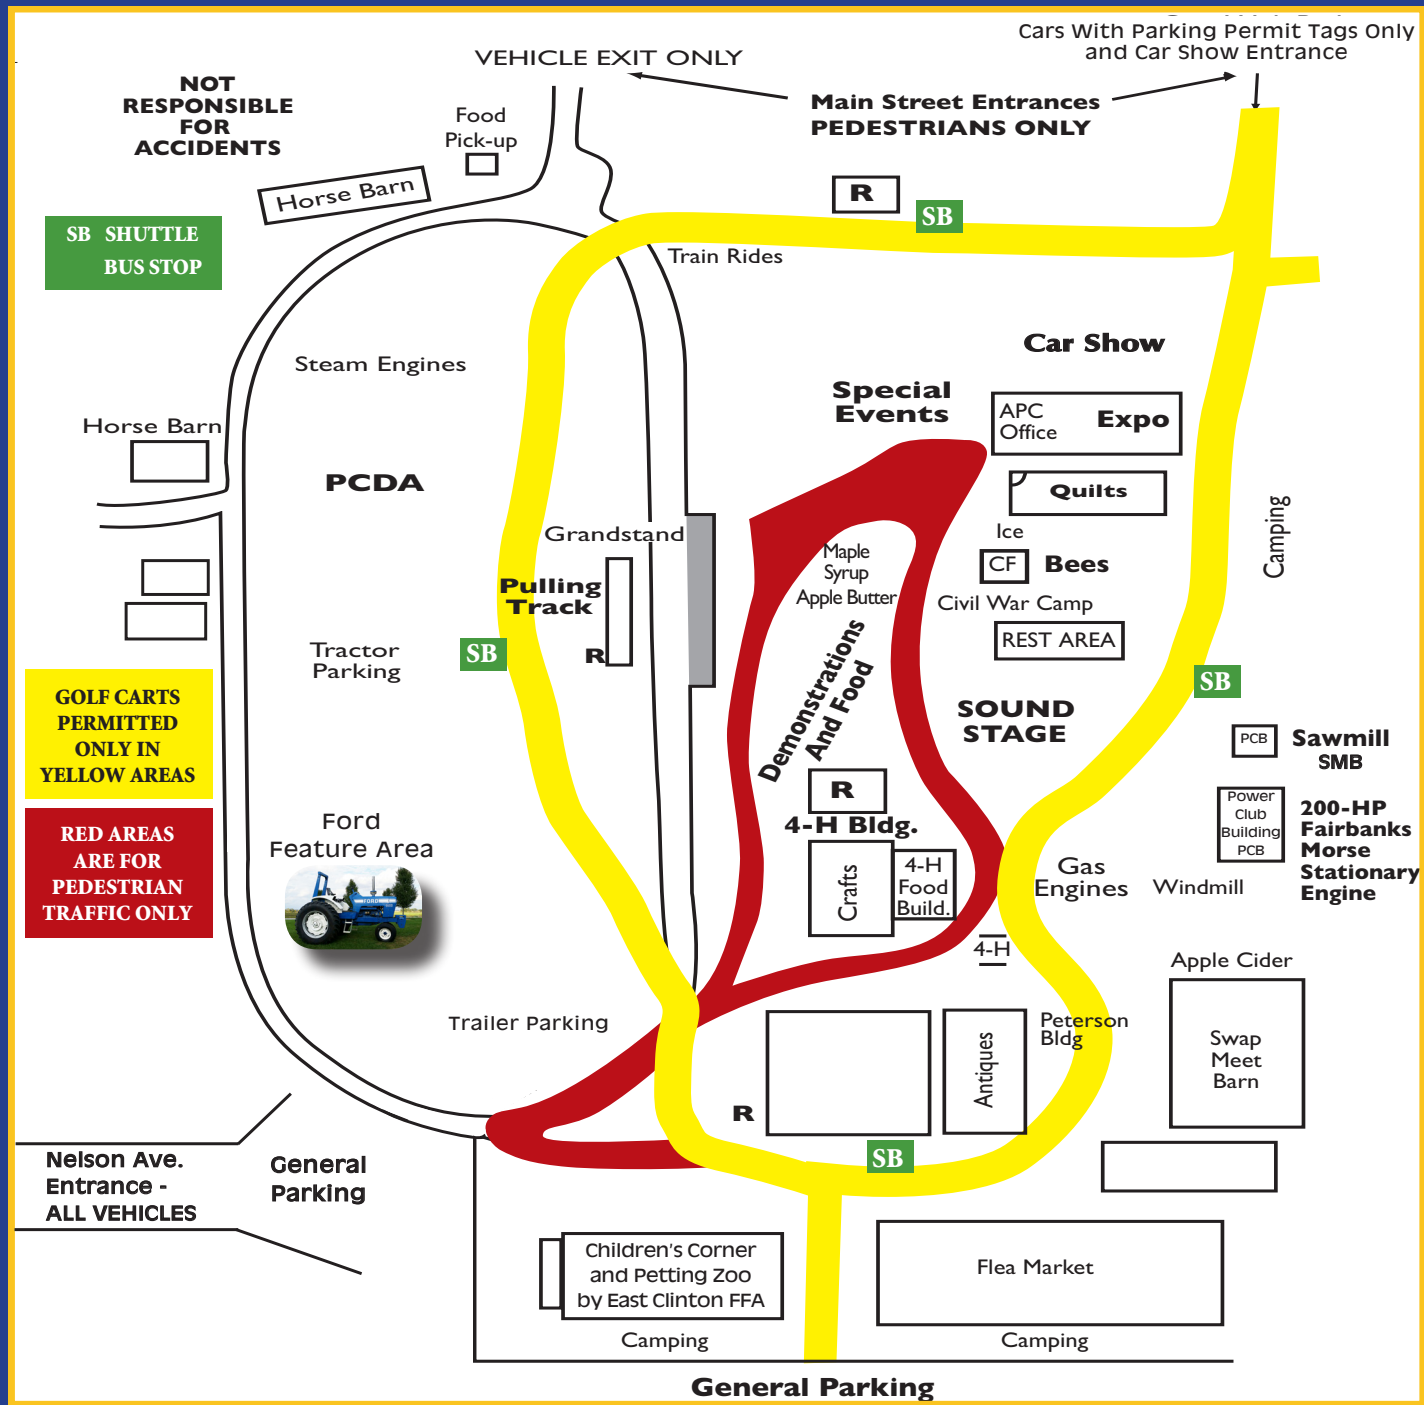 Cars With Parking Permit Tags Only
and Car Show Entrance
VEHICLE EXIT ONLY
NOT
RESPONSIBLE
FOR
ACCIDENTS
Main Street Entrances
PEDESTRIANS ONLY
Food
Pick-up
Horse Barn
R
SB
SB SHUTTLE
BUS STOP
Train Rides
Car Show
Steam Engines
Special
Events
APC
Office
Expo
Horse Barn
PCDA
Quilts
Camping
Grandstand
Ice
Maple
Syrup
Apple Butter
CF
Bees
Pulling
Track
Civil War Camp
REST AREA
Tractor
Parking
SB
R
Demonstrations
And Food
SB
GOLF CARTS
PERMITTED
ONLY IN
YELLOW AREAS
SOUND
STAGE
PCB
Sawmill
SMB
R
4-H Bldg.
Power
Club
Building
PCB
200-HP
Fairbanks
Morse
Stationary
Engine
RED AREAS
ARE FOR
PEDESTRIAN
TRAFFIC ONLY
Ford
Feature Area
FORD
Crafts
4-H
Food
Build.
Gas
Engines
Windmill
4-H
Apple Cider
Trailer Parking
Antiques
Peterson
Bldg
Swap
Meet
Barn
R
SB
Nelson Ave.
Entrance -
ALL VEHICLES
General
Parking
Children's Corner
and Petting Zoo
by East Clinton FFA
Flea Market
Camping
Camping
General Parking